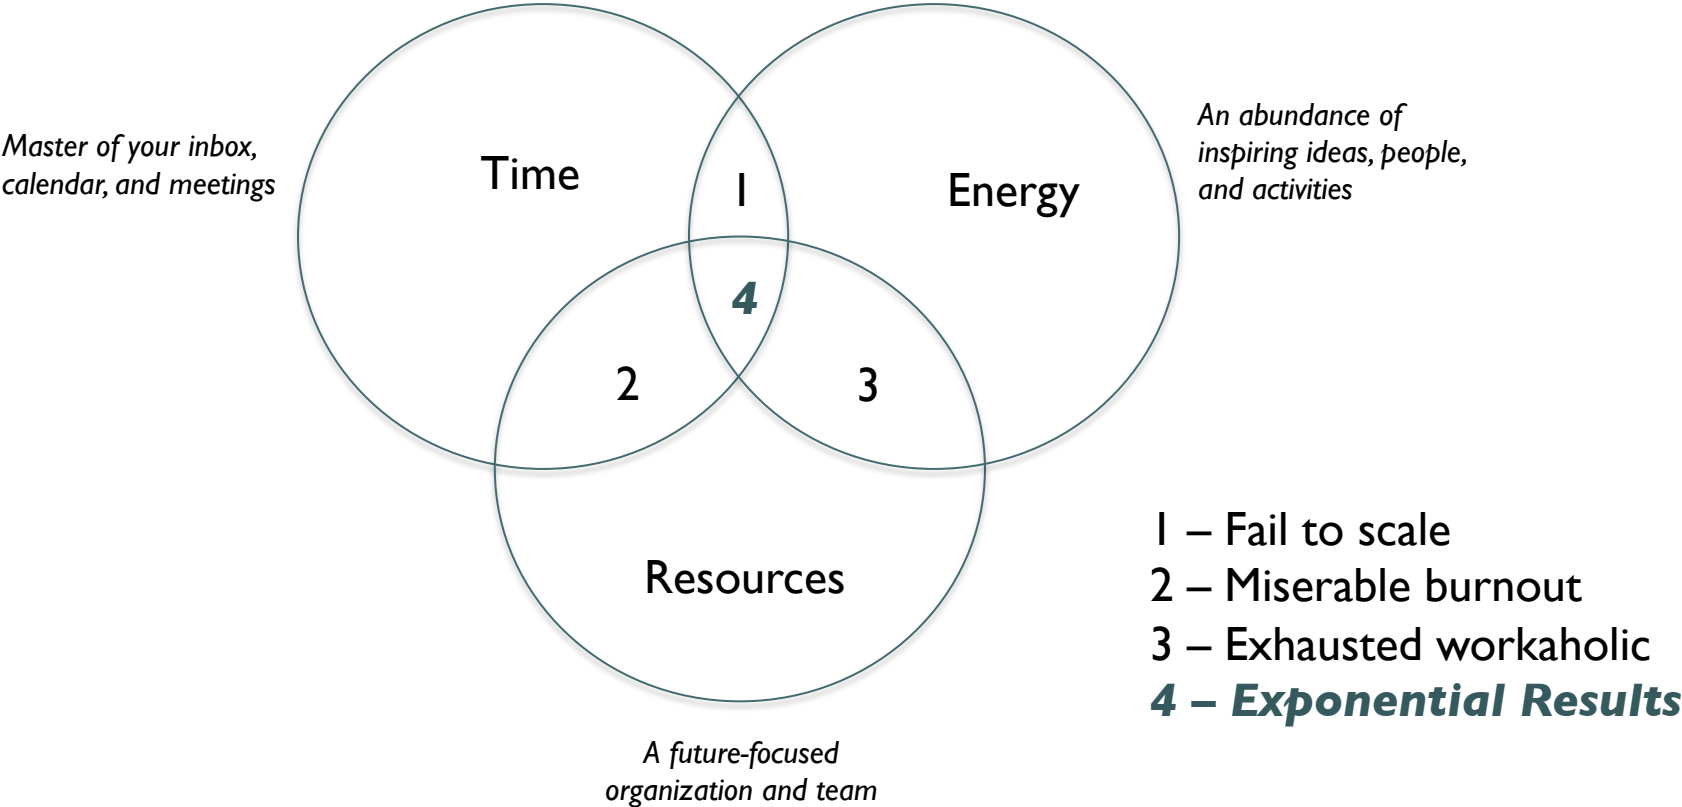 Master of your inbox,
calendar, and meetings
Time
1
Energy
An abundance of
inspiring ideas, people,
and activities
4
2
3
Resources
A future-focused
organization and team
1 – Fail to scale
2 – Miserable burnout
3 – Exhausted workaholic
4 – Exponential Results